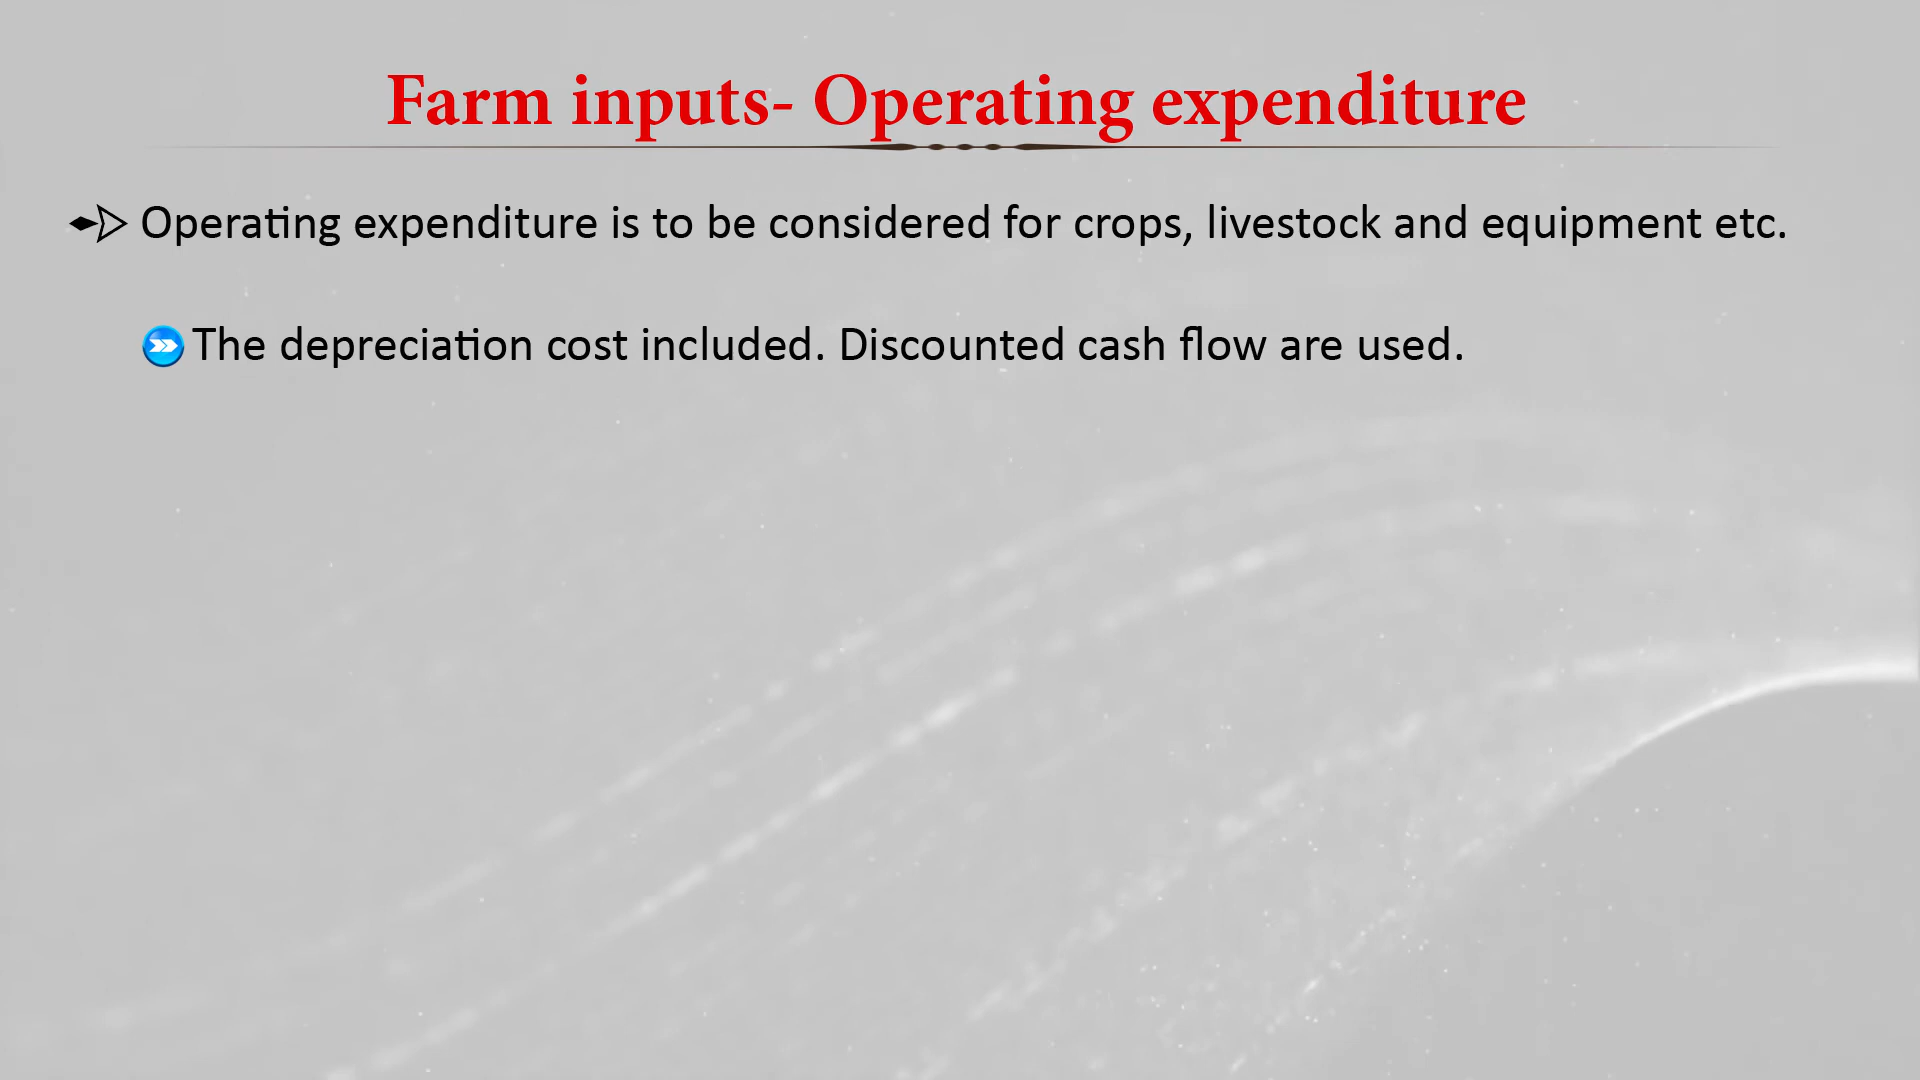 Farm inputs- Operating expenditure
Operating expenditure is to be considered for crops, livestock and equipment etc.
The depreciation cost included. Discounted cash flow are used.